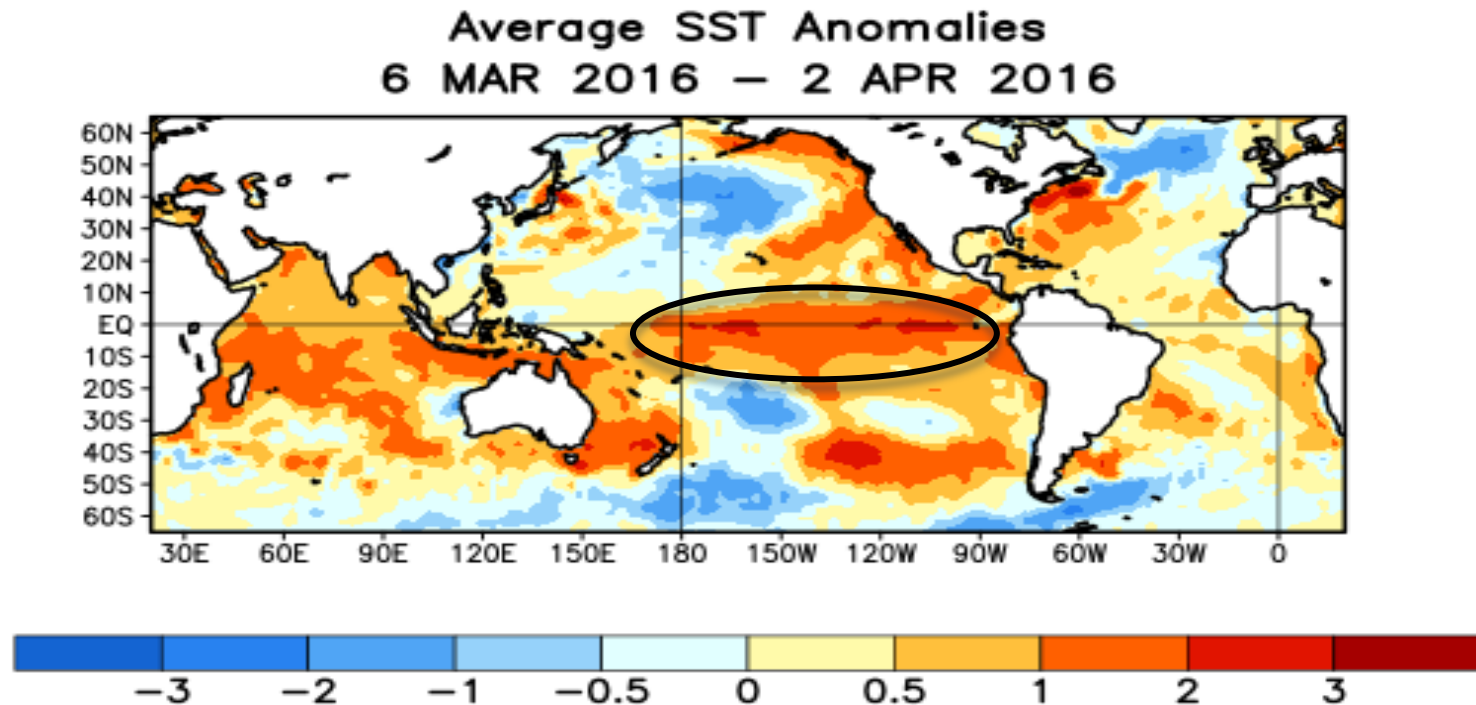 Average SST Anomalies
6 MAR 2016 – 2 APR 2016
60N
50N
40N
30N
20N
10N
EQ
10S
20S
30S
40S
50S
60S
30E 60E 90E 120E 150E 180 150W 120W 90W 60W 30W 0
−3 −2 −1 −0.5 0 0.5 1 2 3